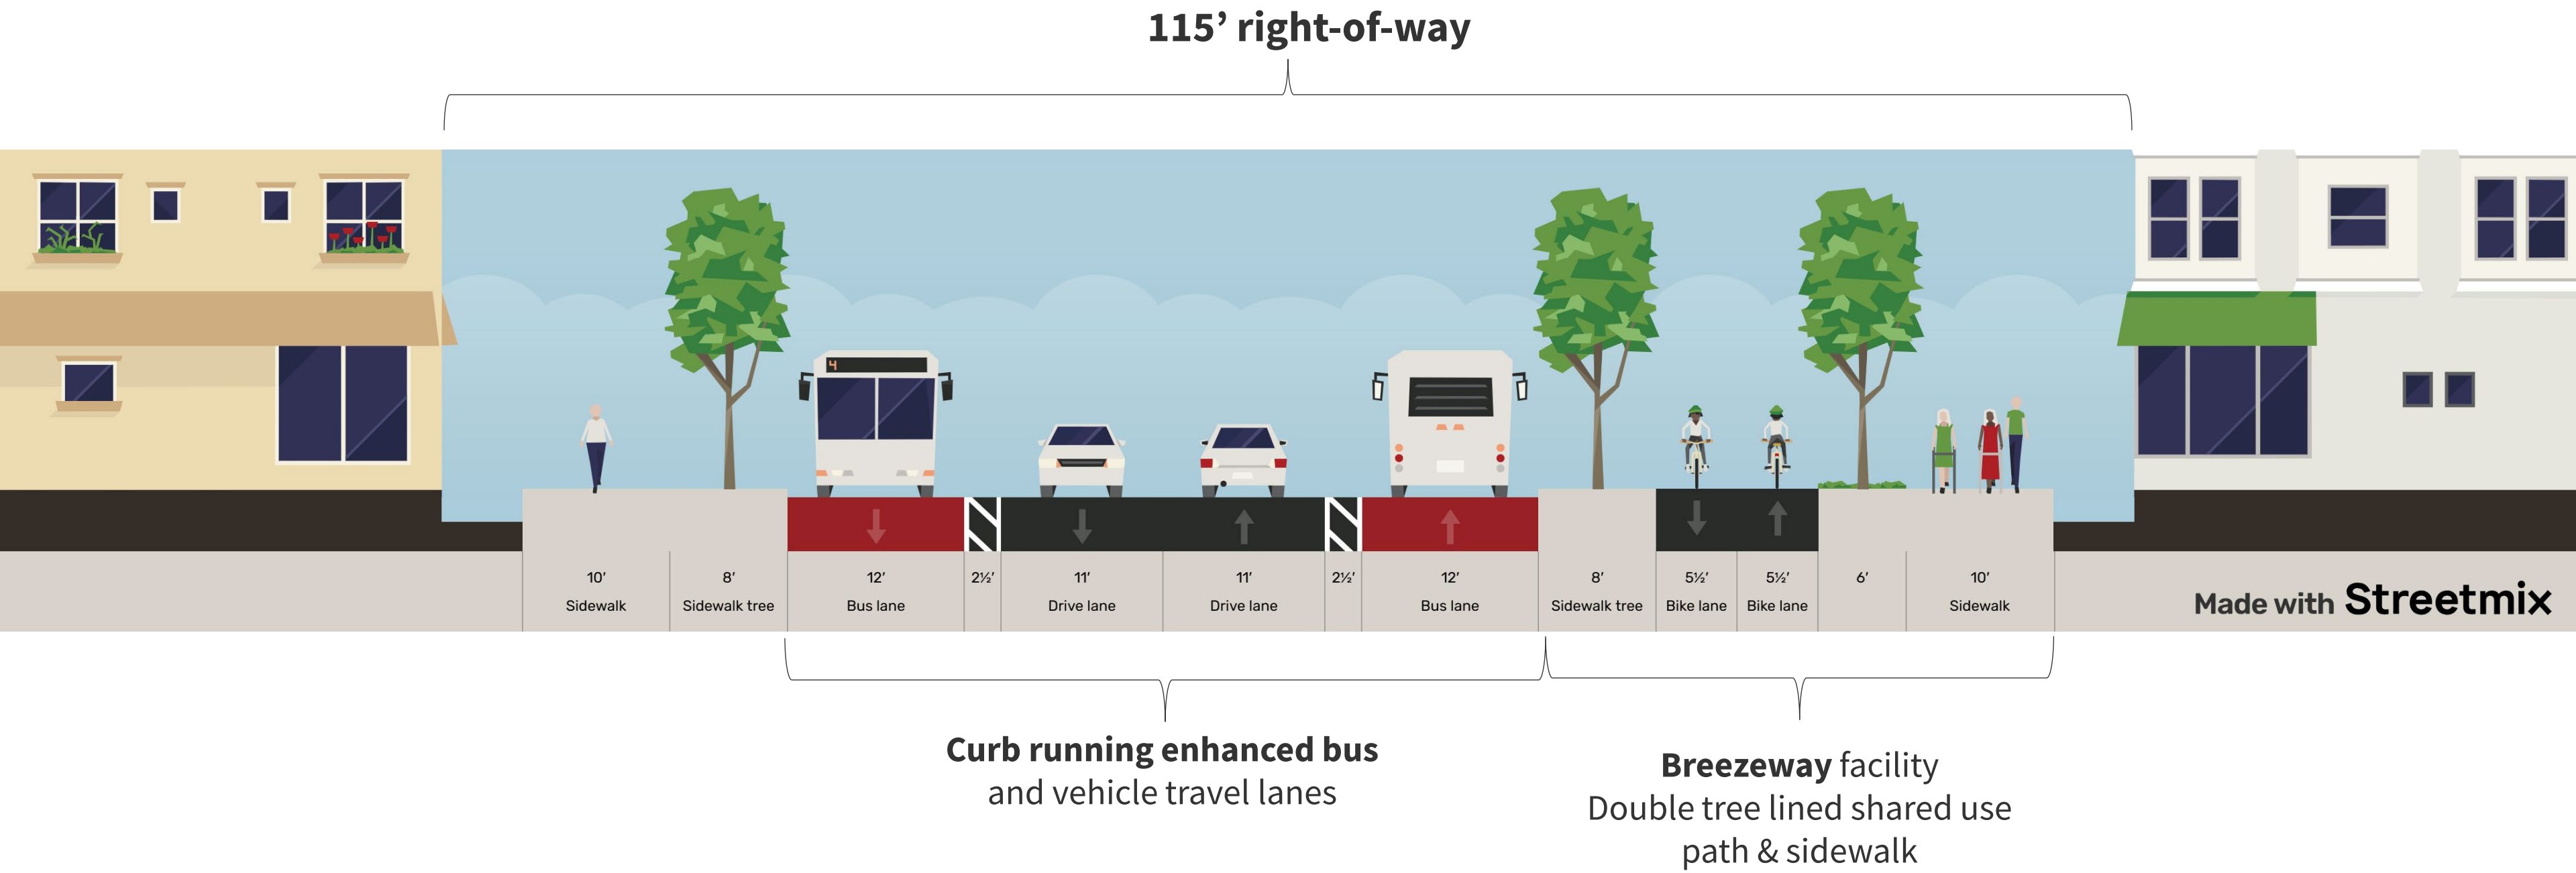 115’ right-of-way
4
10’
8’
12’
2½’
11’
11’
2½’
12’
8’
5½’
5½’
6’
10’
Sidewalk
Sidewalk tree
Bus lane
Drive lane
Drive lane
Bus lane
Sidewalk tree
Bike lane
Bike lane
Sidewalk
Made with Streetmix
Curb running enhanced bus
and vehicle travel lanes
Breezeway facility
Double tree lined shared use
path & sidewalk